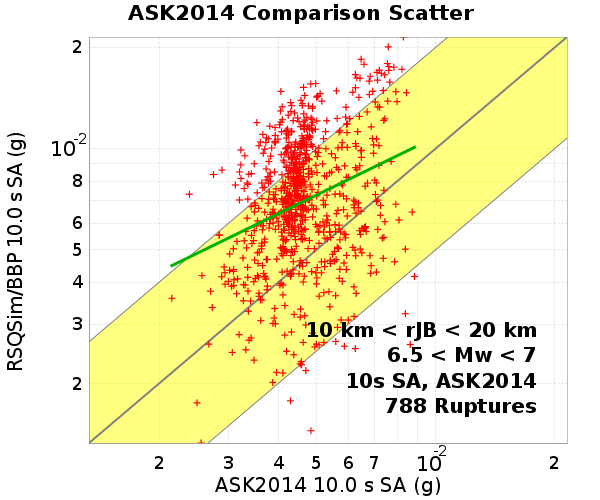 ASK2014 Comparison Scatter
RSQSim/BBP 10.0 s SA (g)
2
10⁻²
8
6
5
4
3
2
10 km < rJB < 20 km
6.5 < Mw < 7
10s SA, ASK2014
788 Ruptures
2 3 4 5 6 7 10⁻² 2
ASK2014 10.0 s SA (g)